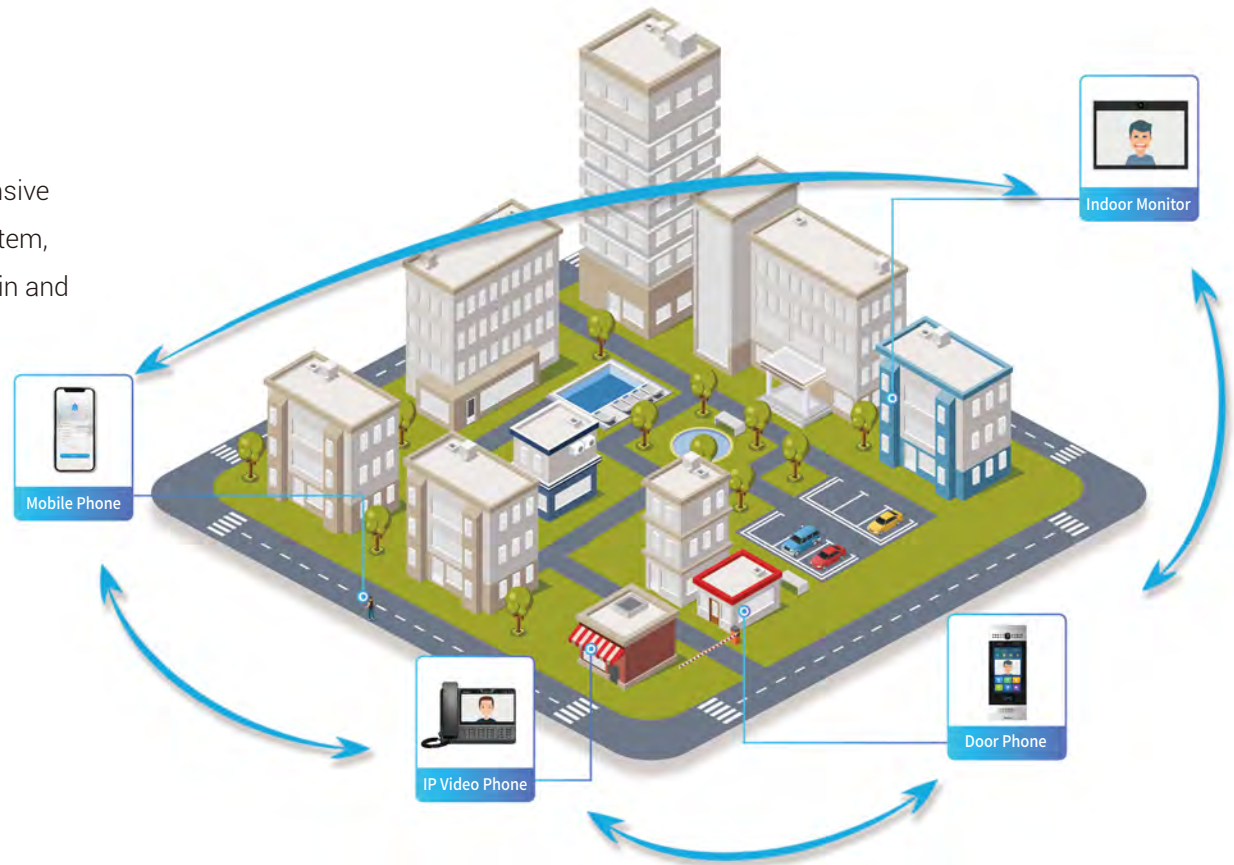 nsive
tem,
in and
Indoor Monitor
Mobile Phone
Door Phone
IP Video Phone